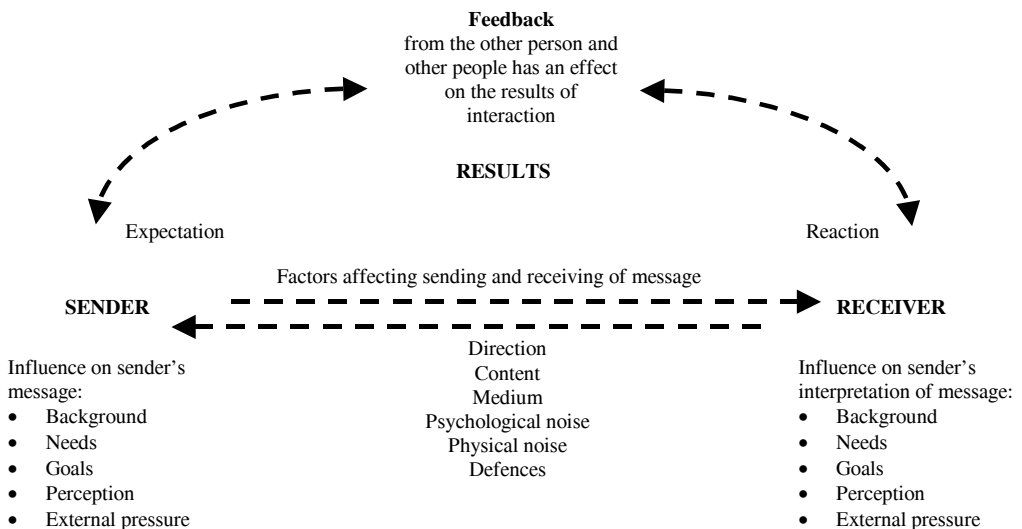 Feedback
from the other person and
other people has an effect
on the results of
interaction
RESULTS
Expectation
Reaction
Factors affecting sending and receiving of message
SENDER
RECEIVER
Direction
Content
Medium
Psychological noise
Physical noise
Defences
Influence on sender's
message:
• Background
• Needs
• Goals
• Perception
• External pressure
Influence on sender's
interpretation of message:
• Background
• Needs
• Goals
• Perception
• External pressure